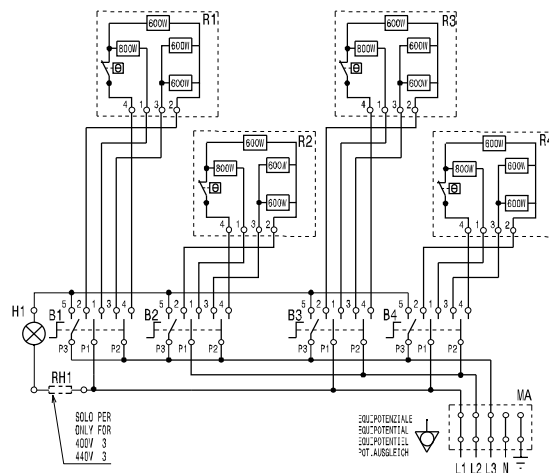 R1
600W
800W
600W
600W
4 1 3 2
R3
600W
800W
600W
600W
4 1 3 2
R2
600W
800W
600W
600W
4 1 3 2
R4
600W
800W
600W
600W
4 1 3 2
H1
B1
5 2 1 3 4
P3 P1 P2
B2
5 2 1 3 4
P3 P1 P2
B3
5 2 1 3 4
P3 P1 P2
B4
5 2 1 3 4
P3 P1 P2
RH1
SOLO PER
ONLY FOR
400V 3
440V 3
EQUIPOTENZIALE
EQUIPOTENTIAL
EQUIPOTENTIEL
POT.AUSGLEICH
MA
L1 L2 L3 N